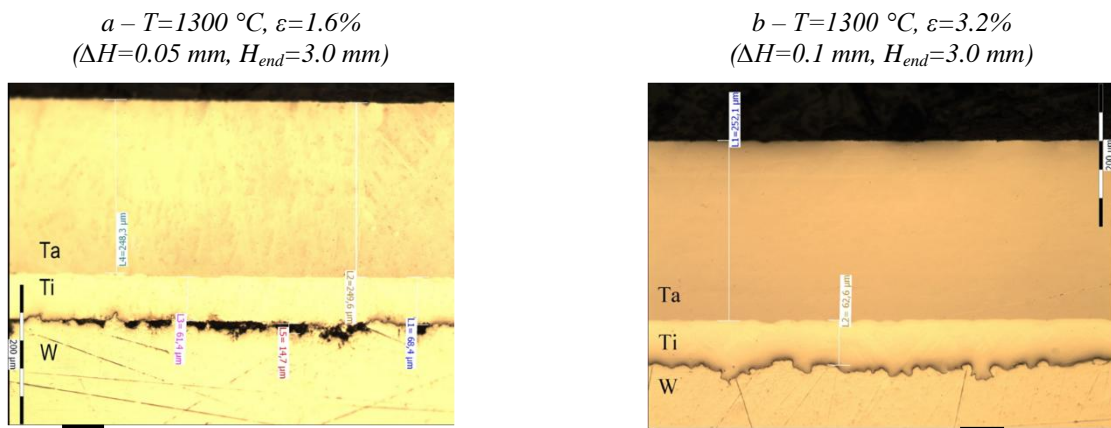 a – T=1300 °C, ε=1.6%
(ΔH=0.05 mm, Hend=3.0 mm)
b – T=1300 °C, ε=3.2%
(ΔH=0.1 mm, Hend=3.0 mm)
L4=248,3 µm
L2=249,6 µm
Ta
Ti
L3= 61,4 µm
L5= 14,7 µm
L1= 68,4 µm
W
200 µm
L1=252,1 µm
200 µm
Ta
L2= 62,6 µm
Ti
W